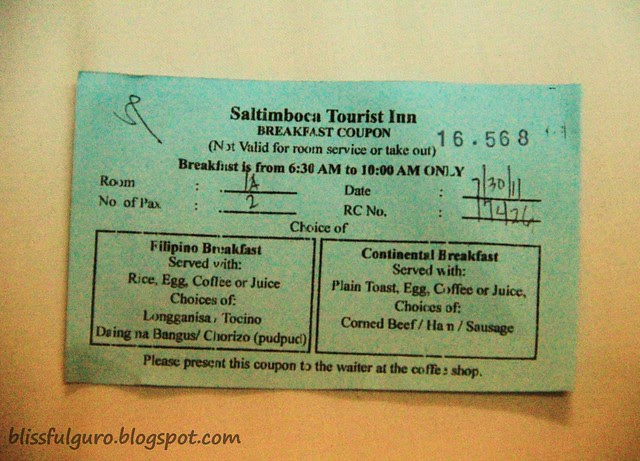 Saltimboca Tourist Inn
BREAKFAST COUPON
16.568
(Not Valid for room service or take out)
Breakfast is from 6:30 AM to 10:00 AM ONLY
Room : 1A Date : 7/30/11
No. of Pax : 2 RC No. : 17426
Choice of
Filipino Breakfast
Served with:
Rice, Egg, Coffee or Juice
Choices of:
Longganisa, Tocino
Daing na Bangus/ Chorizo (pudpud)
Continental Breakfast
Served with:
Plain Toast, Egg, Coffee or Juice,
Choices of:
Corned Beef / Ham / Sausage
Please present this coupon to the waiter at the coffee shop.
blissfulguro.blogspot.com